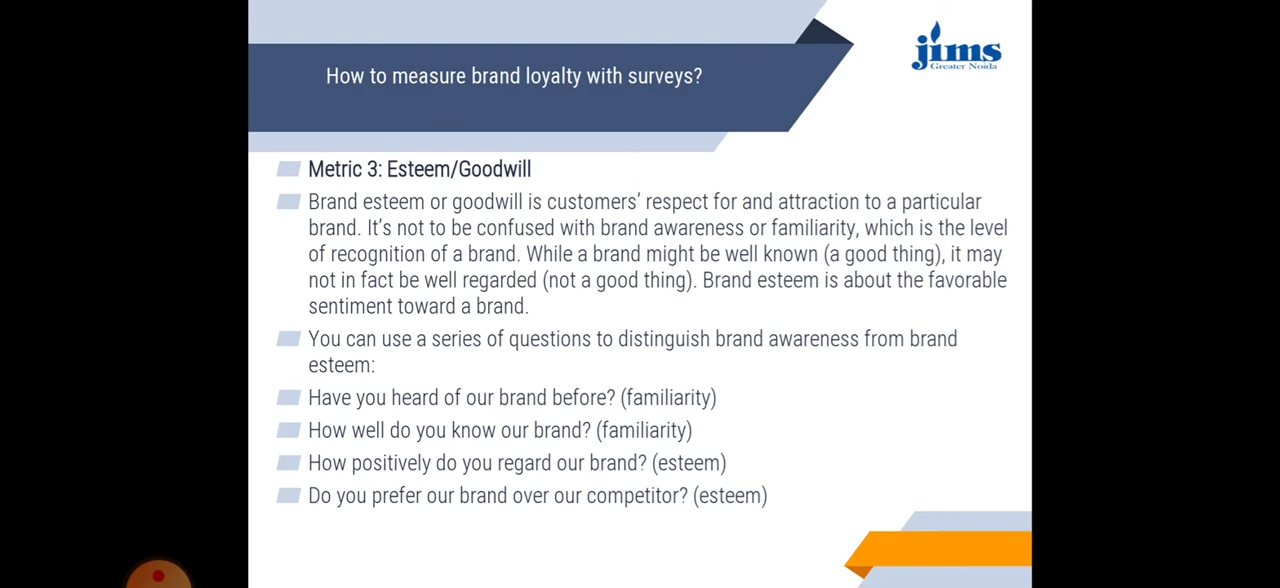 How to measure brand loyalty with surveys?
jims
Greater Noida
Metric 3: Esteem/Goodwill
Brand esteem or goodwill is customers’ respect for and attraction to a particular
brand. It’s not to be confused with brand awareness or familiarity, which is the level
of recognition of a brand. While a brand might be well known (a good thing), it may
not in fact be well regarded (not a good thing). Brand esteem is about the favorable
sentiment toward a brand.
You can use a series of questions to distinguish brand awareness from brand
esteem:
Have you heard of our brand before? (familiarity)
How well do you know our brand? (familiarity)
How positively do you regard our brand? (esteem)
Do you prefer our brand over our competitor? (esteem)